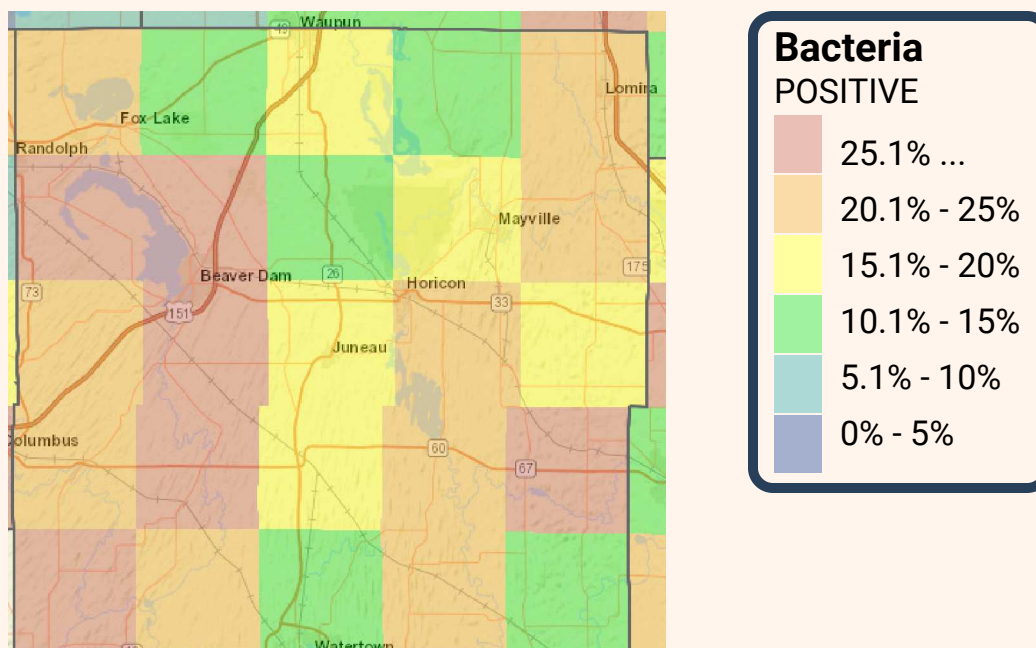 Waupun
49
Lomira
Fox Lake
Randolph
Mayville
175
Beaver Dam
26
Horicon
73
33
151
Juneau
olumbus
60
67
Watertown
Bacteria
POSITIVE
25.1% ...
20.1% - 25%
15.1% - 20%
10.1% - 15%
5.1% - 10%
0% - 5%